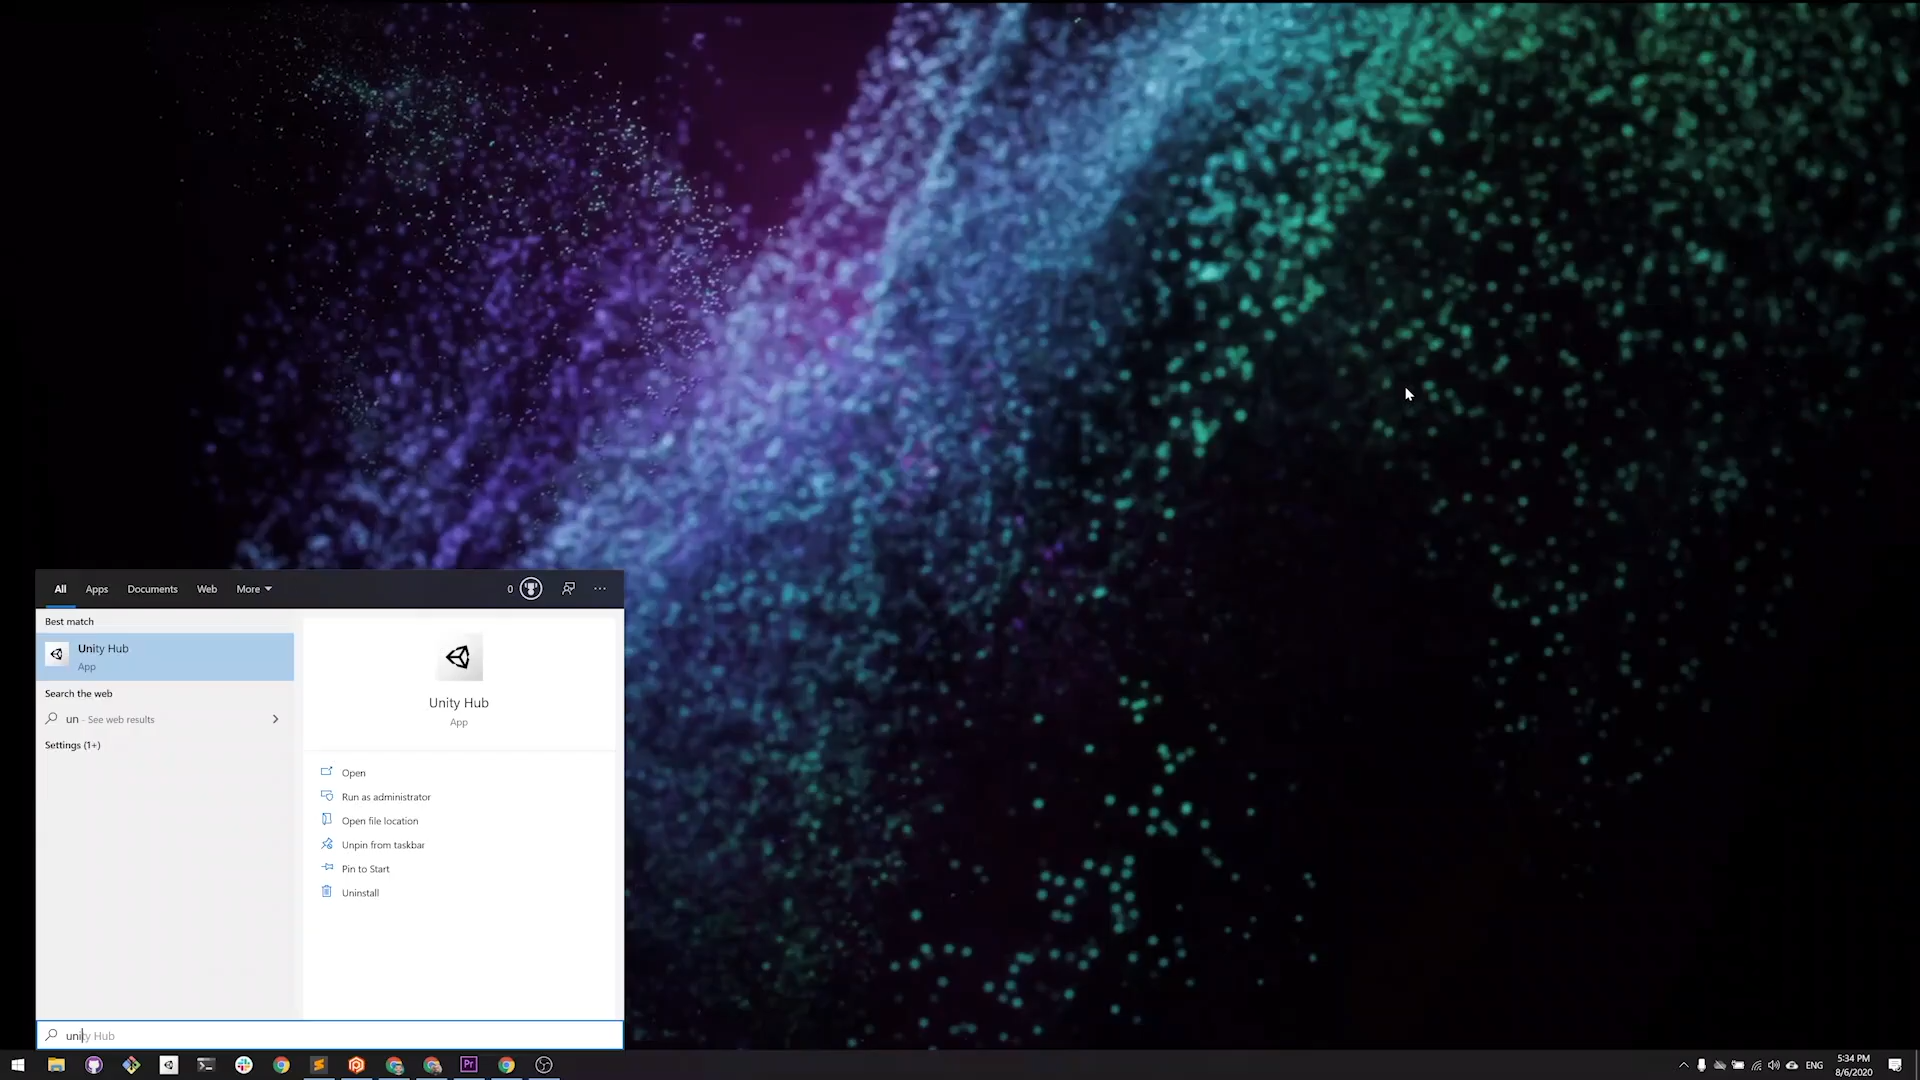 All Apps Documents Web More 0
Best match
Unity Hub
App
Search the web
un - See web results
Settings (1+)
Unity Hub
App
Open
Run as administrator
Open file location
Unpin from taskbar
Pin to Start
Uninstall
unity Hub
Pr
ENG
5:34 PM
8/6/2020